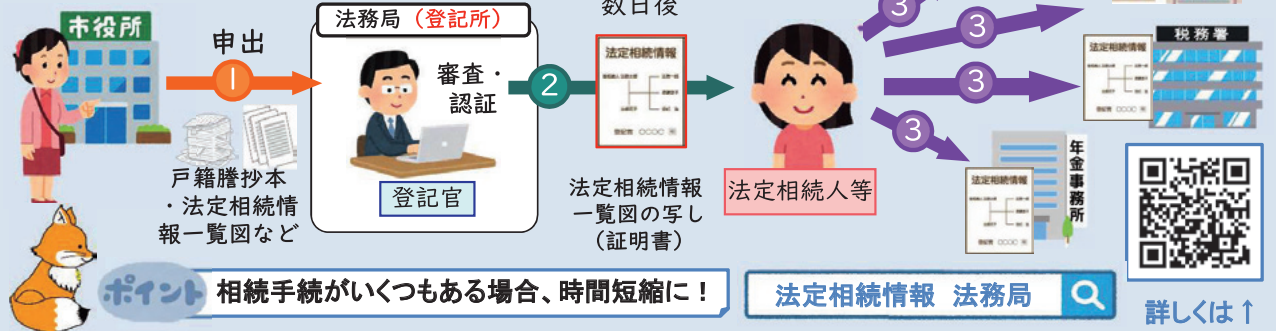 市役所
申出
1
戸籍謄抄本
・法定相続情
報一覧図など
法務局（登記所）
審査・
認証
登記官
2
数日後
法定相続情報
法定相続情報
一覧図の写し
（証明書）
法定相続人等
3
3
3
3
法定相続情報
税務署
法定相続情報
年金事務所
ポイント
相続手続がいくつもある場合、時間短縮に！
法定相続情報 法務局
詳しくは↑